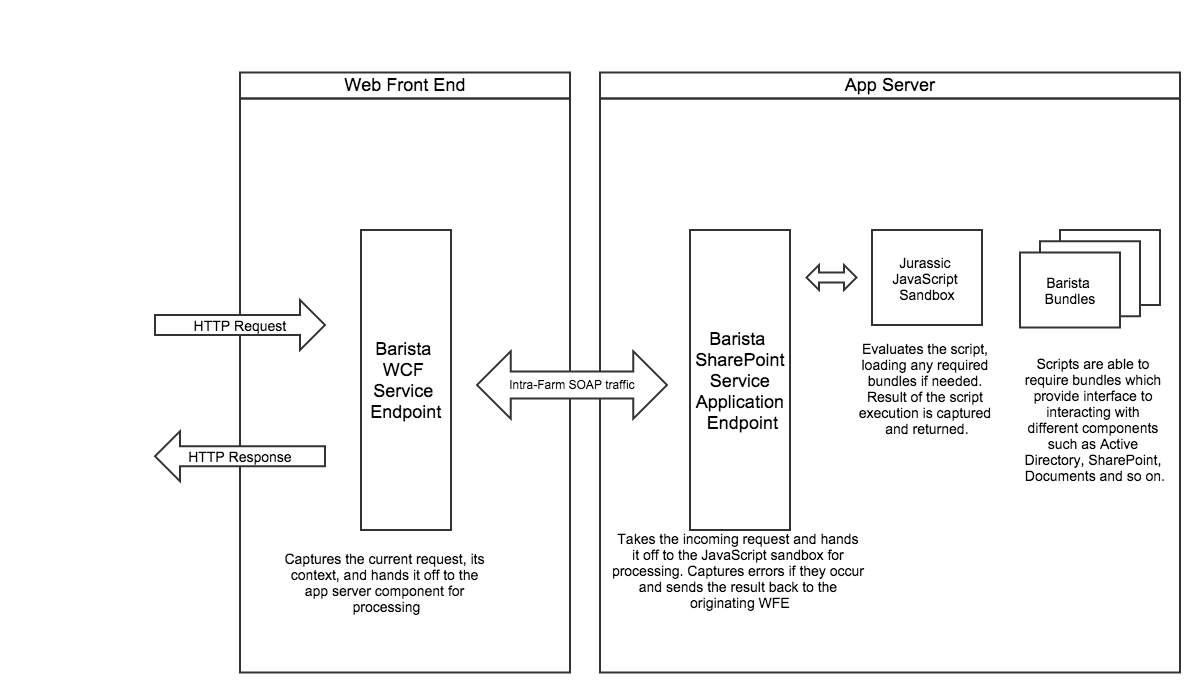 Web Front End
App Server
HTTP Request
HTTP Response
Barista
WCF
Service
Endpoint
Captures the current request, its
context, and hands it off to the
app server component for
processing
Intra-Farm SOAP traffic
Barista
SharePoint
Service
Application
Endpoint
Takes the incoming request and hands
it off to the JavaScript sandbox for
processing. Captures errors if they occur
and sends the result back to the
originating WFE
Jurassic
JavaScript
Sandbox
Evaluates the script,
loading any required
bundles if needed.
Result of the script
execution is captured
and returned.
Barista
Bundles
Scripts are able to
require bundles which
provide interface to
interacting with
different components
such as Active
Directory, SharePoint,
Documents and so on.